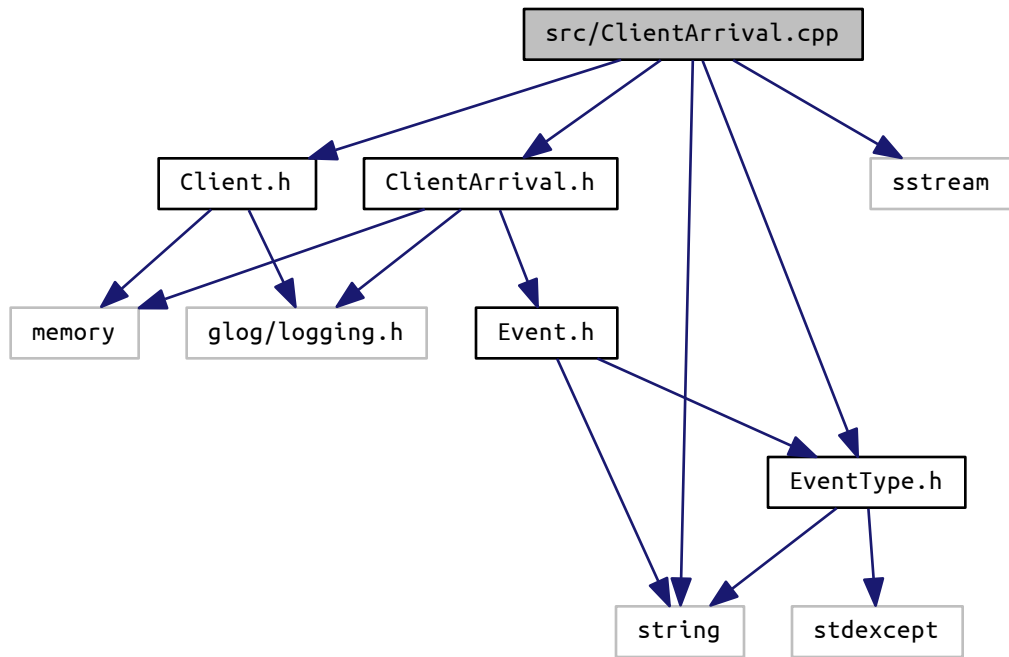 src/ClientArrival.cpp
Client.h
ClientArrival.h
sstream
memory
glog/logging.h
Event.h
EventType.h
string
stdexcept